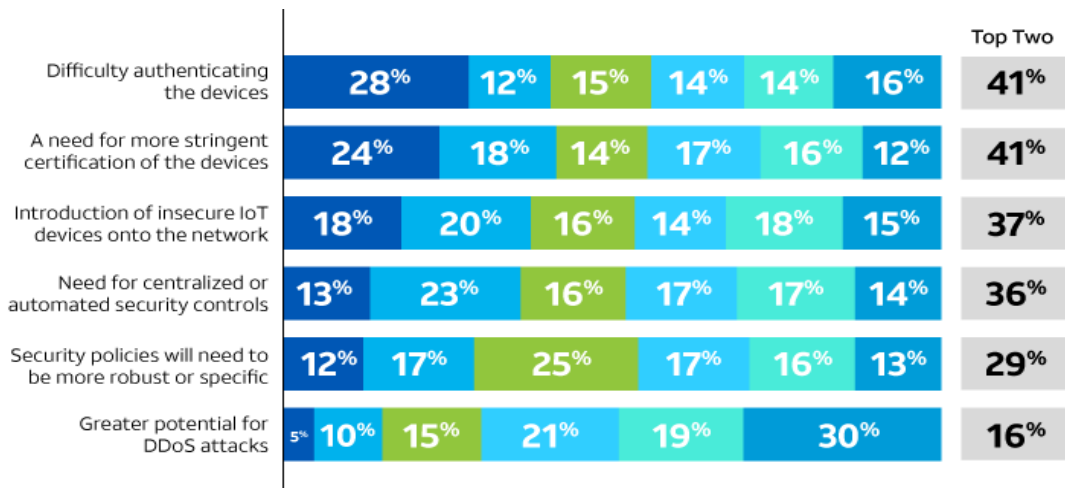 Top Two
Difficulty authenticating
the devices
28% 12% 15% 14% 14% 16% 41%
A need for more stringent
certification of the devices
24% 18% 14% 17% 16% 12% 41%
Introduction of insecure IoT
devices onto the network
18% 20% 16% 14% 18% 15% 37%
Need for centralized or
automated security controls
13% 23% 16% 17% 17% 14% 36%
Security policies will need to
be more robust or specific
12% 17% 25% 17% 16% 13% 29%
Greater potential for
DDoS attacks
5% 10% 15% 21% 19% 30% 16%